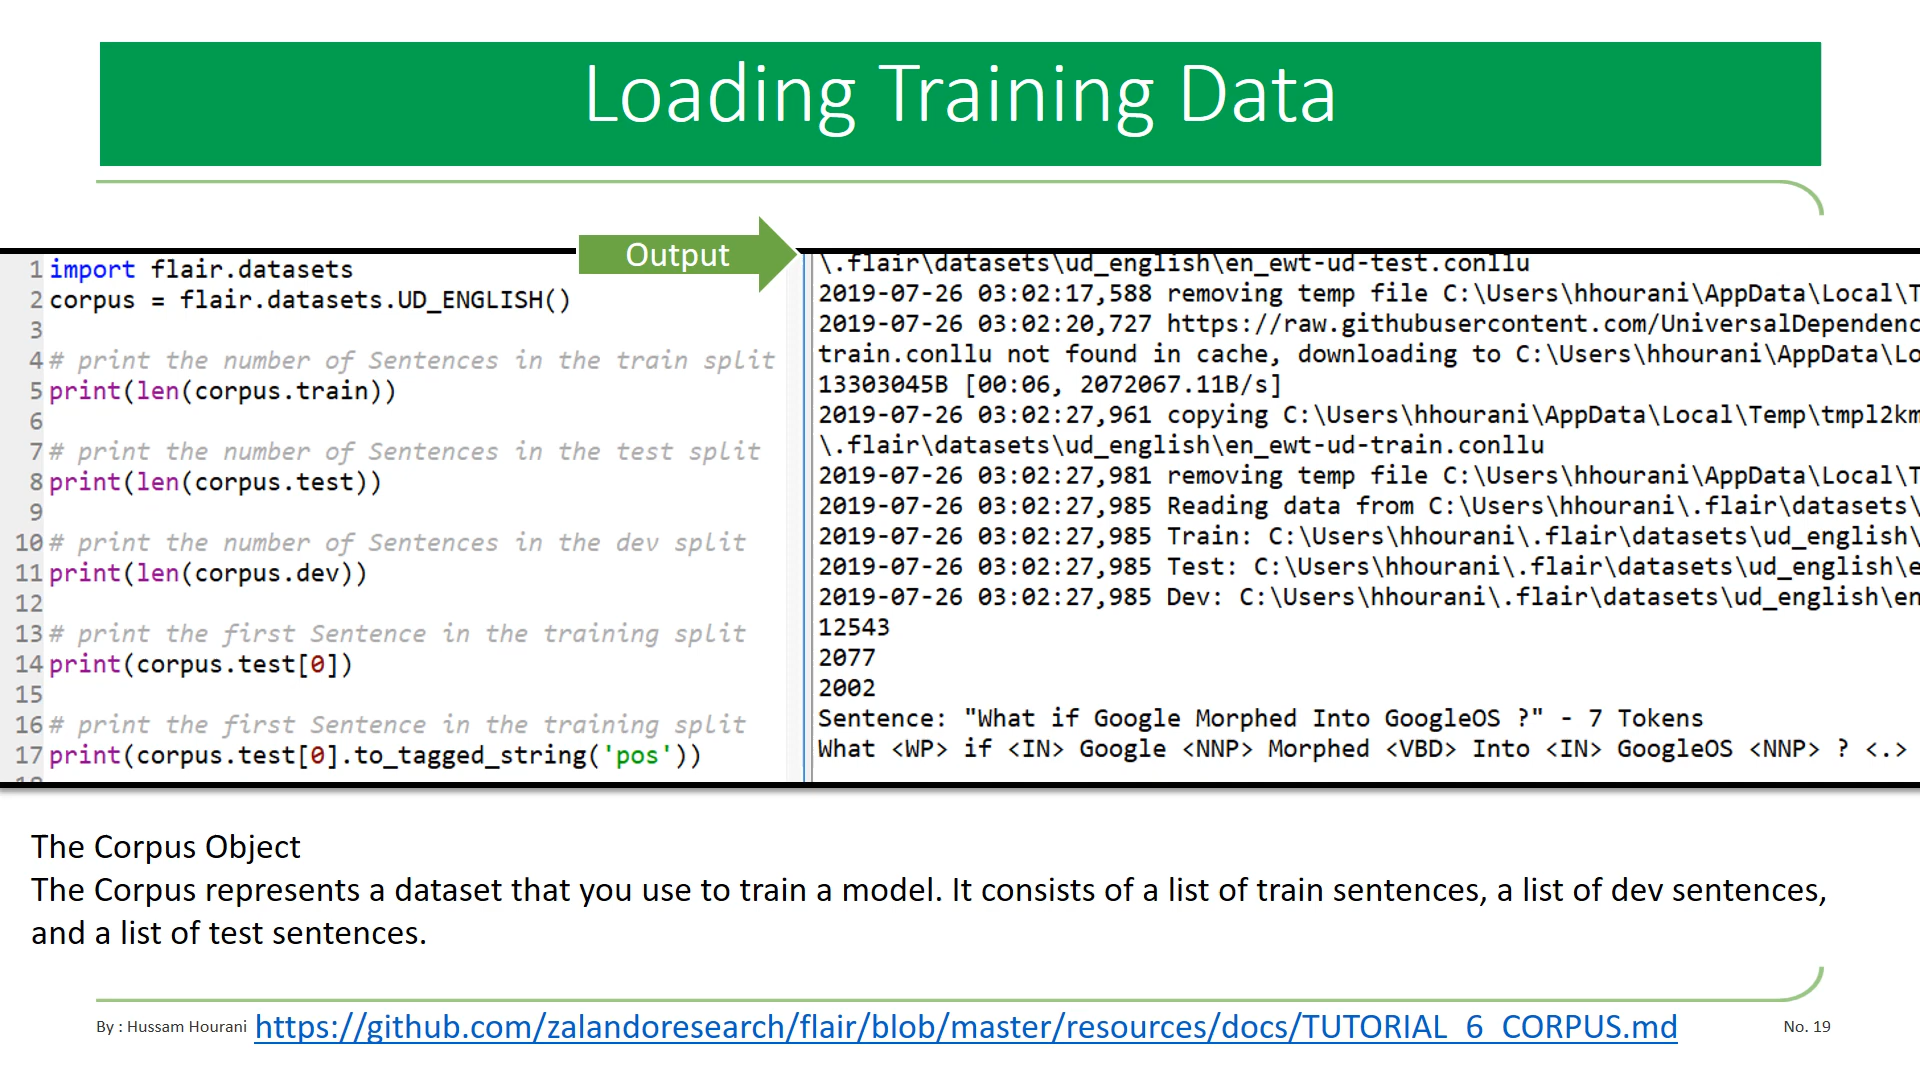 Loading Training Data
Output
1 import flair.datasets
2 corpus = flair.datasets.UD_ENGLISH()
3
4 # print the number of Sentences in the train split
5 print(len(corpus.train))
6
7 # print the number of Sentences in the test split
8 print(len(corpus.test))
9
10 # print the number of Sentences in the dev split
11 print(len(corpus.dev))
12
13 # print the first Sentence in the training split
14 print(corpus.test[0])
15
16 # print the first Sentence in the training split
17 print(corpus.test[0].to_tagged_string('pos'))
\.flair\datasets\ud_english\en_ewt-ud-test.conllu
2019-07-26 03:02:17,588 removing temp file C:\Users\hhourani\AppData\Local\T
2019-07-26 03:02:20,727 https://raw.githubusercontent.com/UniversalDependenc
train.conllu not found in cache, downloading to C:\Users\hhourani\AppData\Lo
13303045B [00:06, 2072067.11B/s]
2019-07-26 03:02:27,961 copying C:\Users\hhourani\AppData\Local\Temp\tmpl2km
\.flair\datasets\ud_english\en_ewt-ud-train.conllu
2019-07-26 03:02:27,981 removing temp file C:\Users\hhourani\AppData\Local\T
2019-07-26 03:02:27,985 Reading data from C:\Users\hhourani\.flair\datasets\
2019-07-26 03:02:27,985 Train: C:\Users\hhourani\.flair\datasets\ud_english\
2019-07-26 03:02:27,985 Test: C:\Users\hhourani\.flair\datasets\ud_english\e
2019-07-26 03:02:27,985 Dev: C:\Users\hhourani\.flair\datasets\ud_english\en
12543
2077
2002
Sentence: "What if Google Morphed Into GoogleOS ?" - 7 Tokens
What <WP> if <IN> Google <NNP> Morphed <VBD> Into <IN> GoogleOS <NNP> ? <.>
The Corpus Object
The Corpus represents a dataset that you use to train a model. It consists of a list of train sentences, a list of dev sentences,
and a list of test sentences.
By : Hussam Hourani https://github.com/zalandoresearch/flair/blob/master/resources/docs/TUTORIAL_6_CORPUS.md No. 19